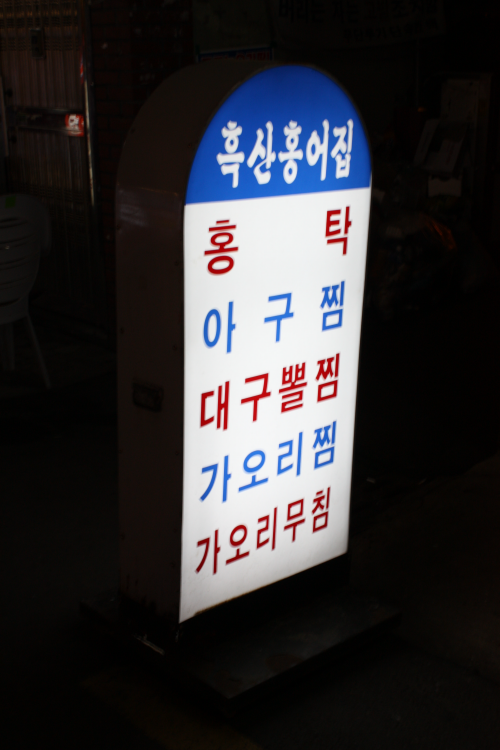 흑산홍어집
홍 탁
아 구 찜
대구뽈찜
가오리찜
가오리무침